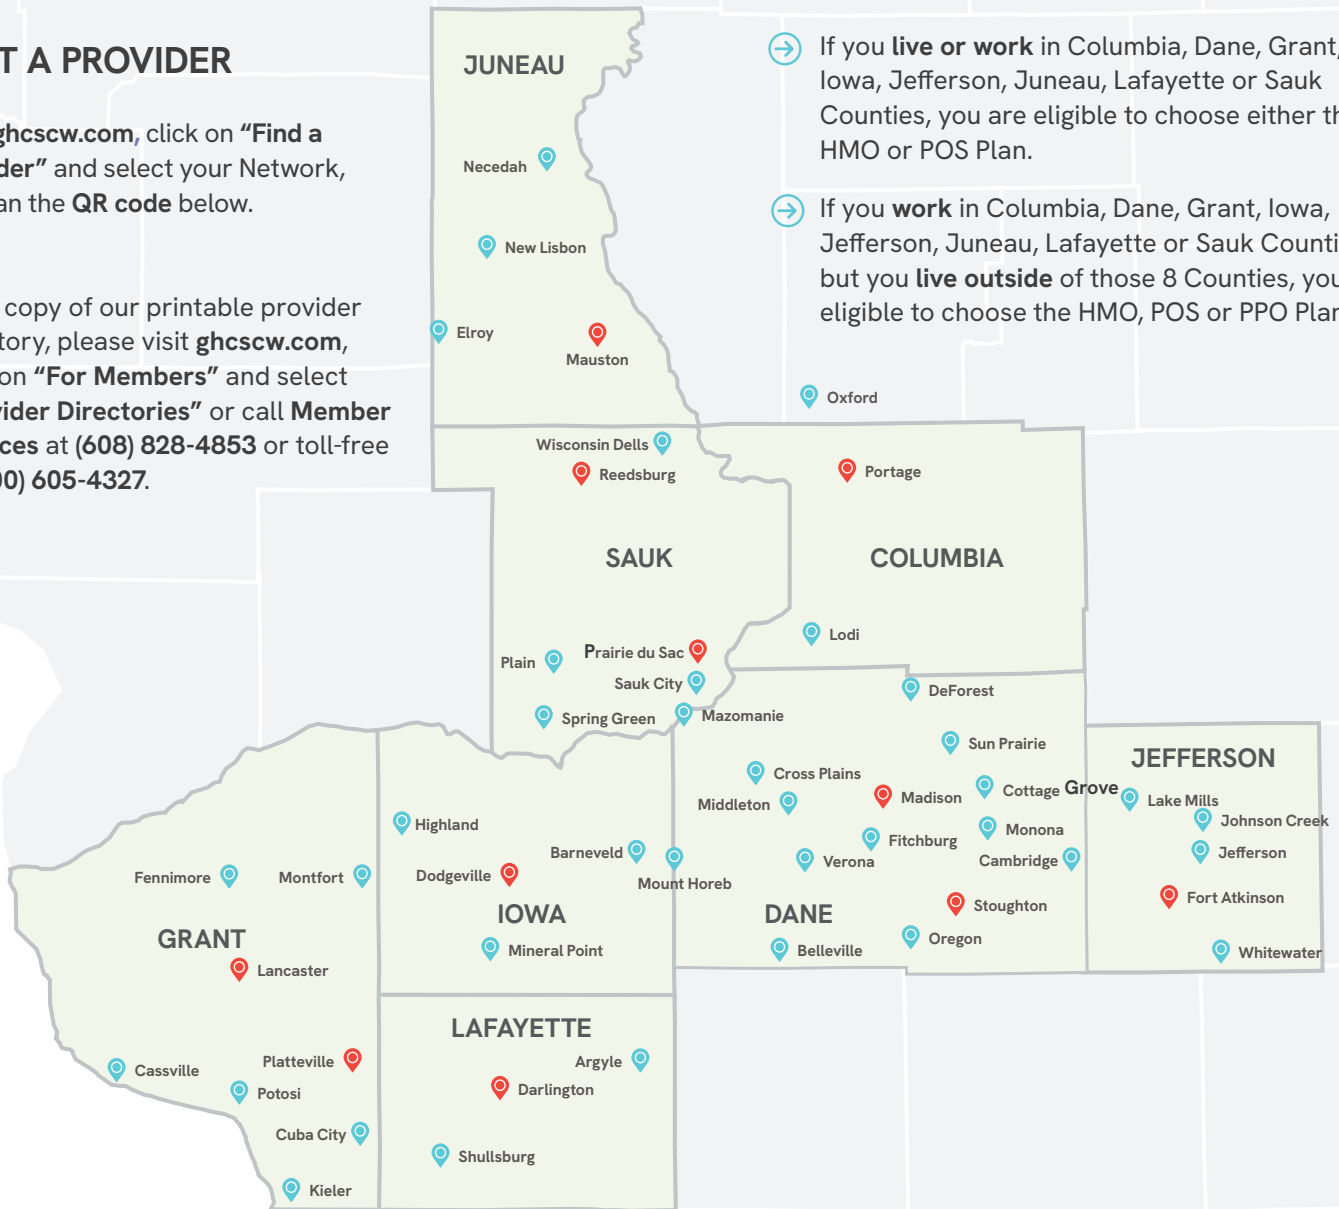 T A PROVIDER
ghcscw.com, click on “Find a
der” and select your Network,
an the QR code below.
copy of our printable provider
tory, please visit ghcscw.com,
on “For Members” and select
vider Directories” or call Member
ces at (608) 828-4853 or toll-free
00) 605-4327.
If you live or work in Columbia, Dane, Grant,
Iowa, Jefferson, Juneau, Lafayette or Sauk
Counties, you are eligible to choose either th
HMO or POS Plan.
If you work in Columbia, Dane, Grant, Iowa,
Jefferson, Juneau, Lafayette or Sauk Counti
but you live outside of those 8 Counties, you
eligible to choose the HMO, POS or PPO Plan
JUNEAU
Necedah
New Lisbon
Elroy
Mauston
Oxford
Wisconsin Dells
Reedsburg
Portage
SAUK
COLUMBIA
Lodi
Plain
Prairie du Sac
Sauk City
Spring Green
Mazomanie
DeForest
Sun Prairie
Cross Plains
Middleton
Madison
Cottage Grove
Fitchburg
Monona
Verona
Cambridge
Mount Horeb
DANE
Stoughton
Oregon
Belleville
JEFFERSON
Lake Mills
Johnson Creek
Jefferson
Fort Atkinson
Whitewater
Highland
Barneveld
Dodgeville
IOWA
Mineral Point
Fennimore
Montfort
GRANT
Lancaster
Platteville
Cassville
Potosi
Cuba City
Kieler
LAFAYETTE
Argyle
Darlington
Shullsburg